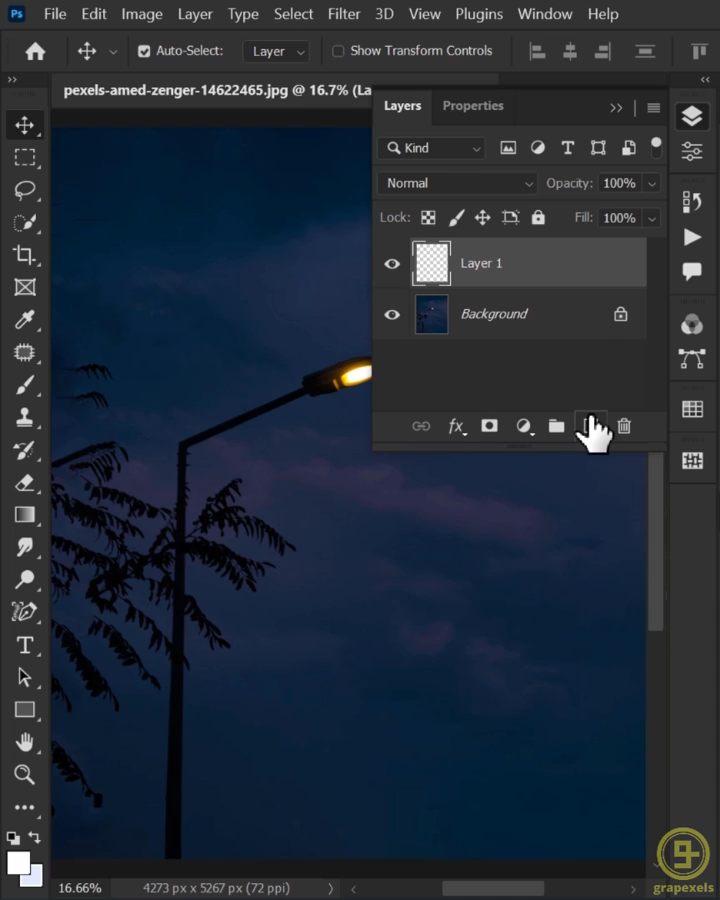 Ps File Edit Image Layer Type Select Filter 3D View Plugins Window Help
Auto-Select: Layer Show Transform Controls
pexels-amed-zenger-14622465.jpg @ 16.7% (La
Layers Properties
Kind
Normal Opacity: 100%
Lock: Fill: 100%
Layer 1
Background
fx
16.66% 4273 px x 5267 px (72 ppi)
grapexels